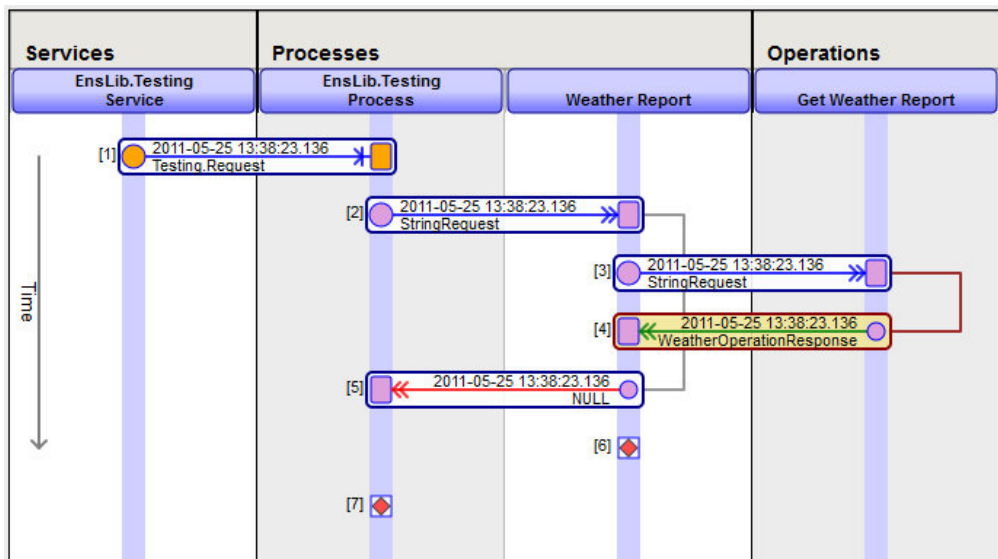 Services
Processes
Operations
EnsLib.Testing
Service
EnsLib.Testing
Process
Weather Report
Get Weather Report
[1]
2011-05-25 13:38:23.136
Testing.Request
[2]
2011-05-25 13:38:23.136
StringRequest
[3]
2011-05-25 13:38:23.136
StringRequest
Time
[4]
2011-05-25 13:38:23.136
WeatherOperationResponse
[5]
2011-05-25 13:38:23.136
NULL
[6]
[7]